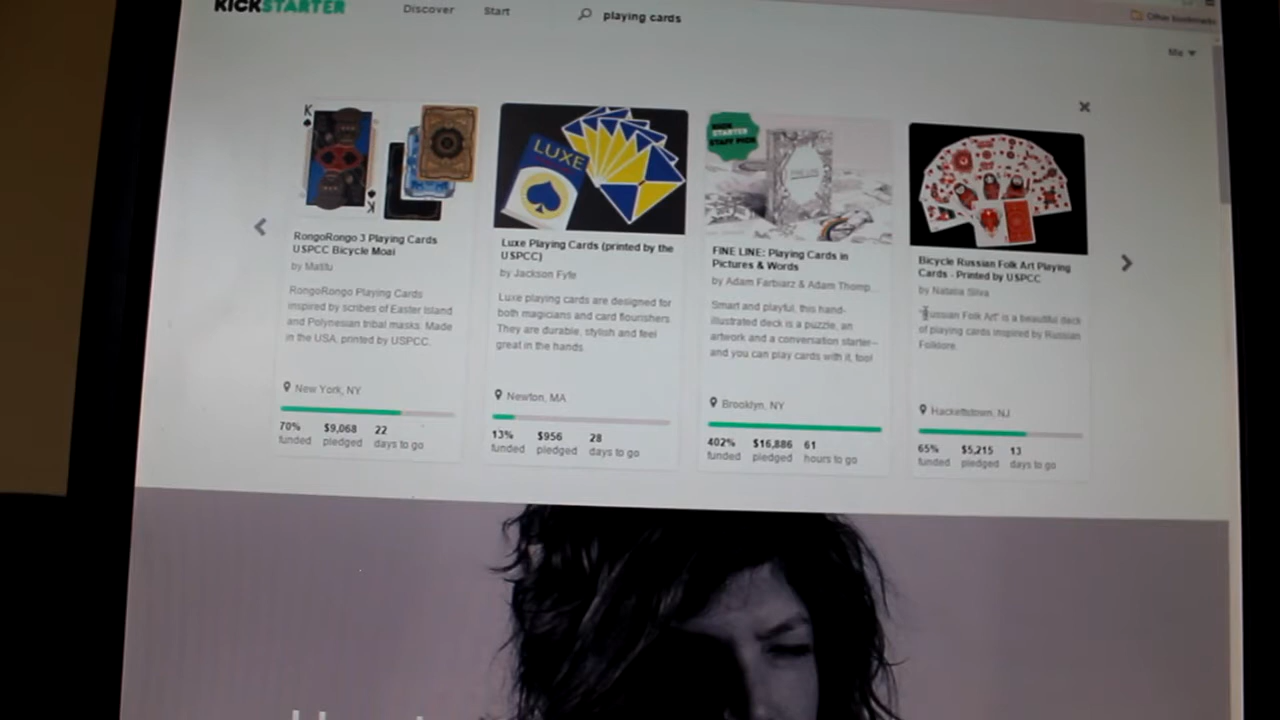 KICKSTARTER
Discover
Start
playing cards
Other bookmarks
Me
K
K
RongoRongo 3 Playing Cards
USPCC Bicycle Moai
RongoRongo Playing Cards
inspired by scribes of Easter Island
and Polynesian tribal masks. Made
in the USA, printed by USPCC.
New York, NY
70% $9,068 22
funded pledged days to go
LUXE
Luxe Playing Cards (printed by the
USPCC)
by Jackson Fyfe
Luxe playing cards are designed for
both magicians and card flourishers.
They are durable, stylish and feel
great in the hands.
Newton, MA
13% $956 28
funded pledged days to go
KICK
STARTER
STAFF PICK
FINE LINE
FINE LINE: Playing Cards in
Pictures & Words
by Adam Farbiarz & Adam Thomp...
Smart and playful, this hand-
illustrated deck is a puzzle, an
artwork and a conversation starter--
and you can play cards with it, too!
Brooklyn, NY
402% $16,886 61
funded pledged hours to go
Bicycle Russian Folk Art Playing
Cards - Printed by USPCC
by Natalia Silva
"Russian Folk Art" is a beautiful deck
of playing cards inspired by Russian
Folklore.
Hackettstown, NJ
65% $5,215 13
funded pledged days to go